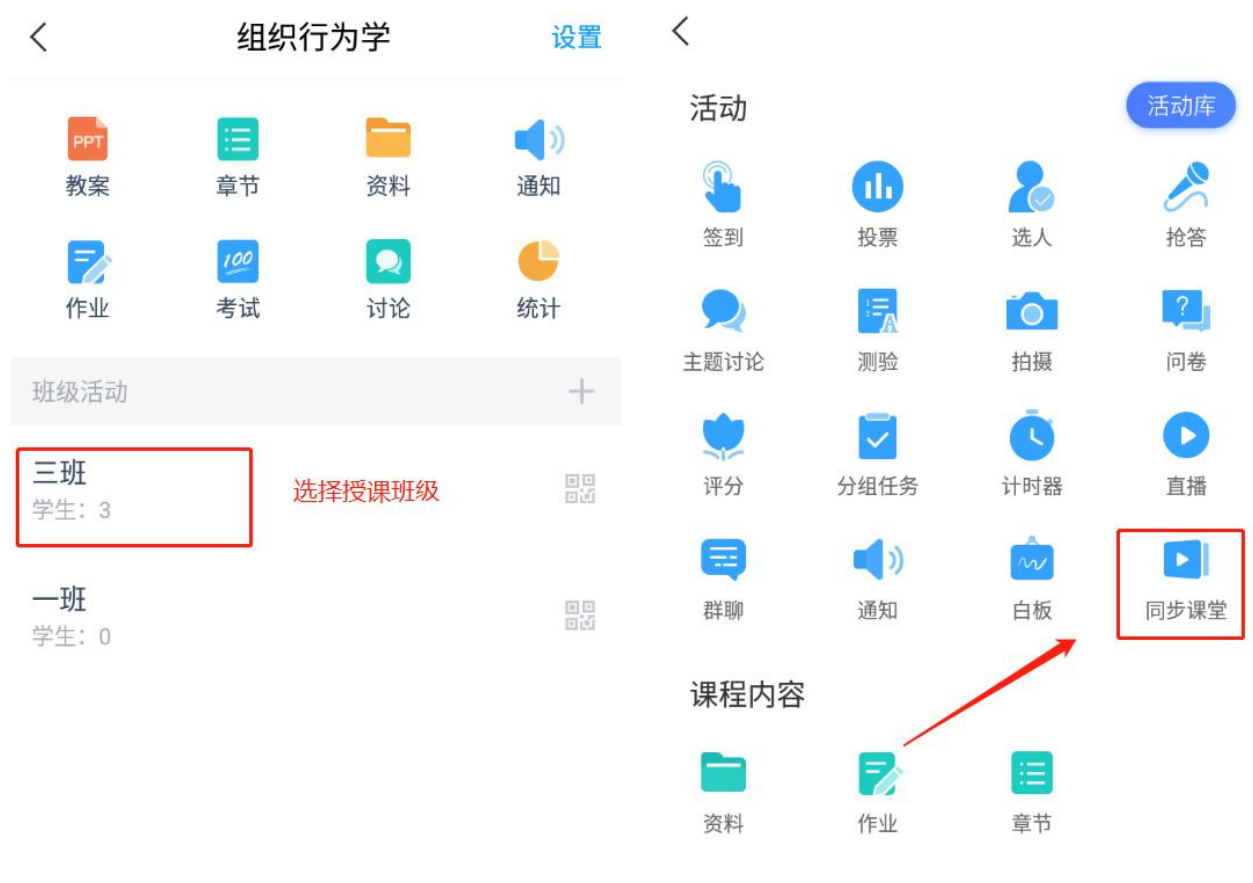 组织行为学
设置
PPT
教案
章节
资料
通知
100
作业
考试
讨论
统计
班级活动
三班
学生：3
选择授课班级
一班
学生：0
活动
活动库
签到
投票
选人
抢答
主题讨论
测验
拍摄
问卷
评分
分组任务
计时器
直播
群聊
通知
白板
同步课堂
课程内容
资料
作业
章节